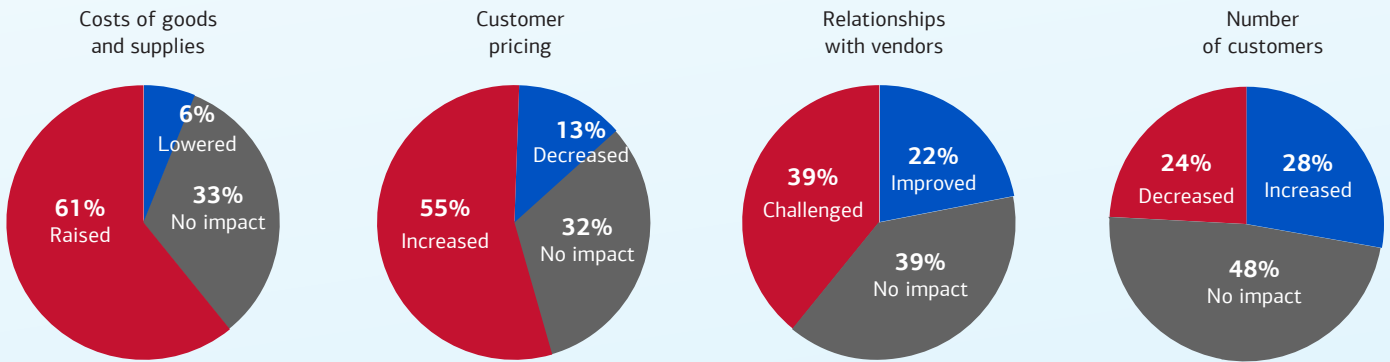 Costs of goods
and supplies
6%
Lowered
33%
No impact
61%
Raised
Customer
pricing
13%
Decreased
32%
No impact
55%
Increased
Relationships
with vendors
22%
Improved
39%
No impact
39%
Challenged
Number
of customers
28%
Increased
48%
No impact
24%
Decreased